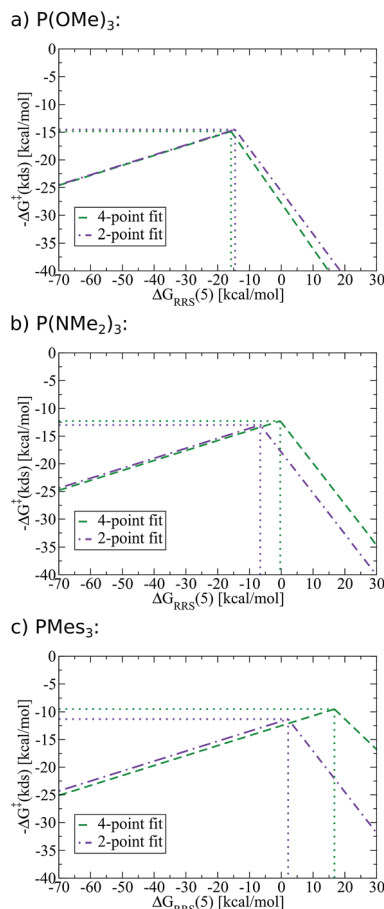 a) P(OMe)₃:
0
-5
-10
-15
-20
-25
-30
-35
-40
-ΔG‡(kds) [kcal/mol]
4-point fit
2-point fit
-70 -60 -50 -40 -30 -20 -10 0 10 20 30
ΔG_RRS(5) [kcal/mol]
b) P(NMe₂)₃:
0
-5
-10
-15
-20
-25
-30
-35
-40
-ΔG‡(kds) [kcal/mol]
4-point fit
2-point fit
-70 -60 -50 -40 -30 -20 -10 0 10 20 30
ΔG_RRS(5) [kcal/mol]
c) PMes₃:
0
-5
-10
-15
-20
-25
-30
-35
-40
-ΔG‡(kds) [kcal/mol]
4-point fit
2-point fit
-70 -60 -50 -40 -30 -20 -10 0 10 20 30
ΔG_RRS(5) [kcal/mol]